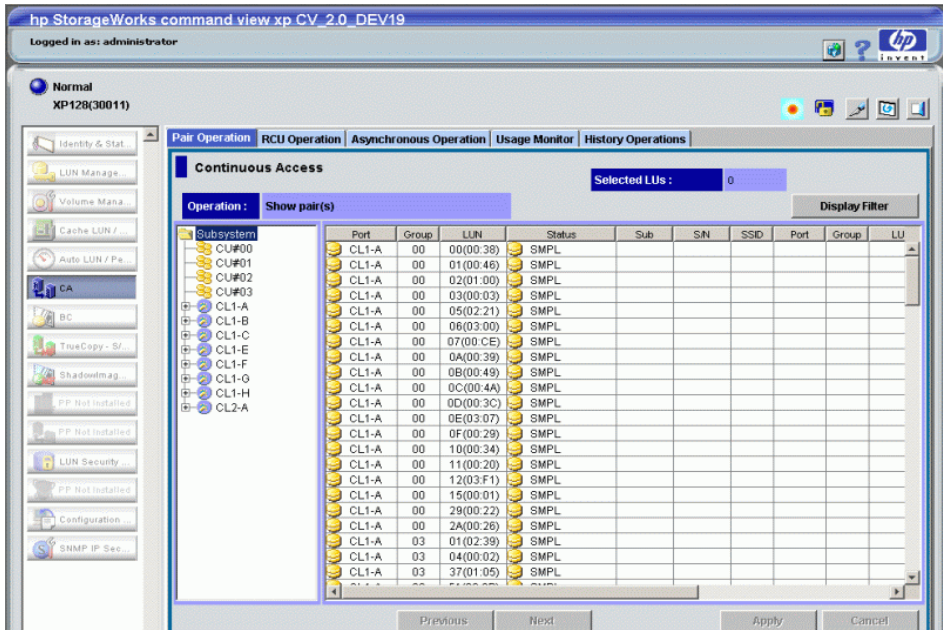 hp StorageWorks command view xp CV_2.0_DEV19
Logged in as: administrator
hp
invent
Normal
XP128(30011)
Identity & Stat...
LUN Manage...
Volume Mana...
Cache LUN / ...
Auto LUN / Pe...
CA
BC
TrueCopy - S/...
ShadowImag...
PP Not Installed
PP Not Installed
LUN Security ...
PP Not Installed
Configuration ...
SNMP IP Sec...
Pair Operation RCU Operation Asynchronous Operation Usage Monitor History Operations
Continuous Access
Selected LUs : 0
Operation : Show pair(s)
Display Filter
Subsystem
CU#00
CU#01
CU#02
CU#03
CL1-A
CL1-B
CL1-C
CL1-E
CL1-F
CL1-G
CL1-H
CL2-A
Port Group LUN Status Sub S/N SSID Port Group LU
CL1-A 00 00(00:38) SMPL
CL1-A 00 01(00:46) SMPL
CL1-A 00 02(01:00) SMPL
CL1-A 00 03(00:03) SMPL
CL1-A 00 05(02:21) SMPL
CL1-A 00 06(03:00) SMPL
CL1-A 00 07(00:CE) SMPL
CL1-A 00 0A(00:39) SMPL
CL1-A 00 0B(00:49) SMPL
CL1-A 00 0C(00:4A) SMPL
CL1-A 00 0D(00:3C) SMPL
CL1-A 00 0E(03:07) SMPL
CL1-A 00 0F(00:29) SMPL
CL1-A 00 10(00:34) SMPL
CL1-A 00 11(00:20) SMPL
CL1-A 00 12(03:F1) SMPL
CL1-A 00 15(00:01) SMPL
CL1-A 00 29(00:22) SMPL
CL1-A 00 2A(00:26) SMPL
CL1-A 03 01(02:39) SMPL
CL1-A 03 04(00:02) SMPL
CL1-A 03 37(01:05) SMPL
Previous Next Apply Cancel